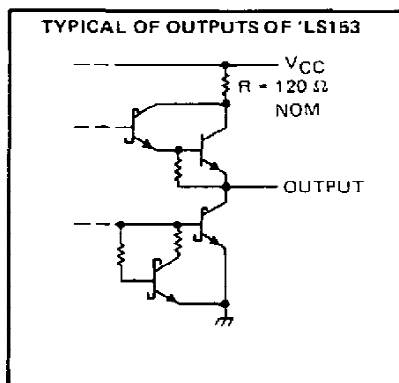 TYPICAL OF OUTPUTS OF 'LS153
VCC
R = 120 Ω
NOM
OUTPUT